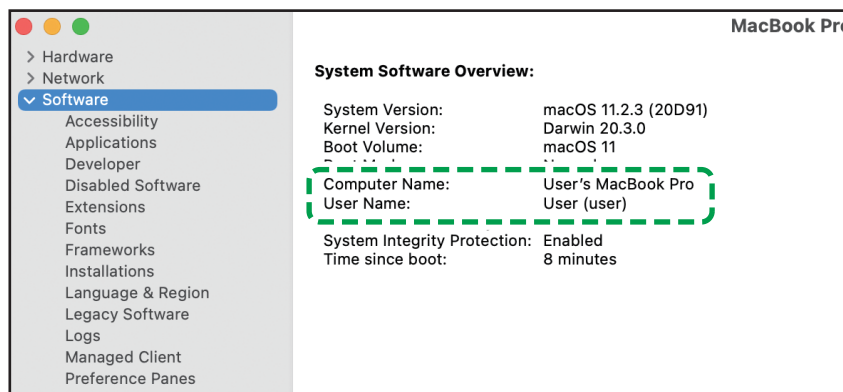 MacBook Pro
Hardware
Network
Software
Accessibility
Applications
Developer
Disabled Software
Extensions
Fonts
Frameworks
Installations
Language & Region
Legacy Software
Logs
Managed Client
Preference Panes
System Software Overview:
System Version: macOS 11.2.3 (20D91)
Kernel Version: Darwin 20.3.0
Boot Volume: macOS 11
Computer Name: User’s MacBook Pro
User Name: User (user)
System Integrity Protection: Enabled
Time since boot: 8 minutes